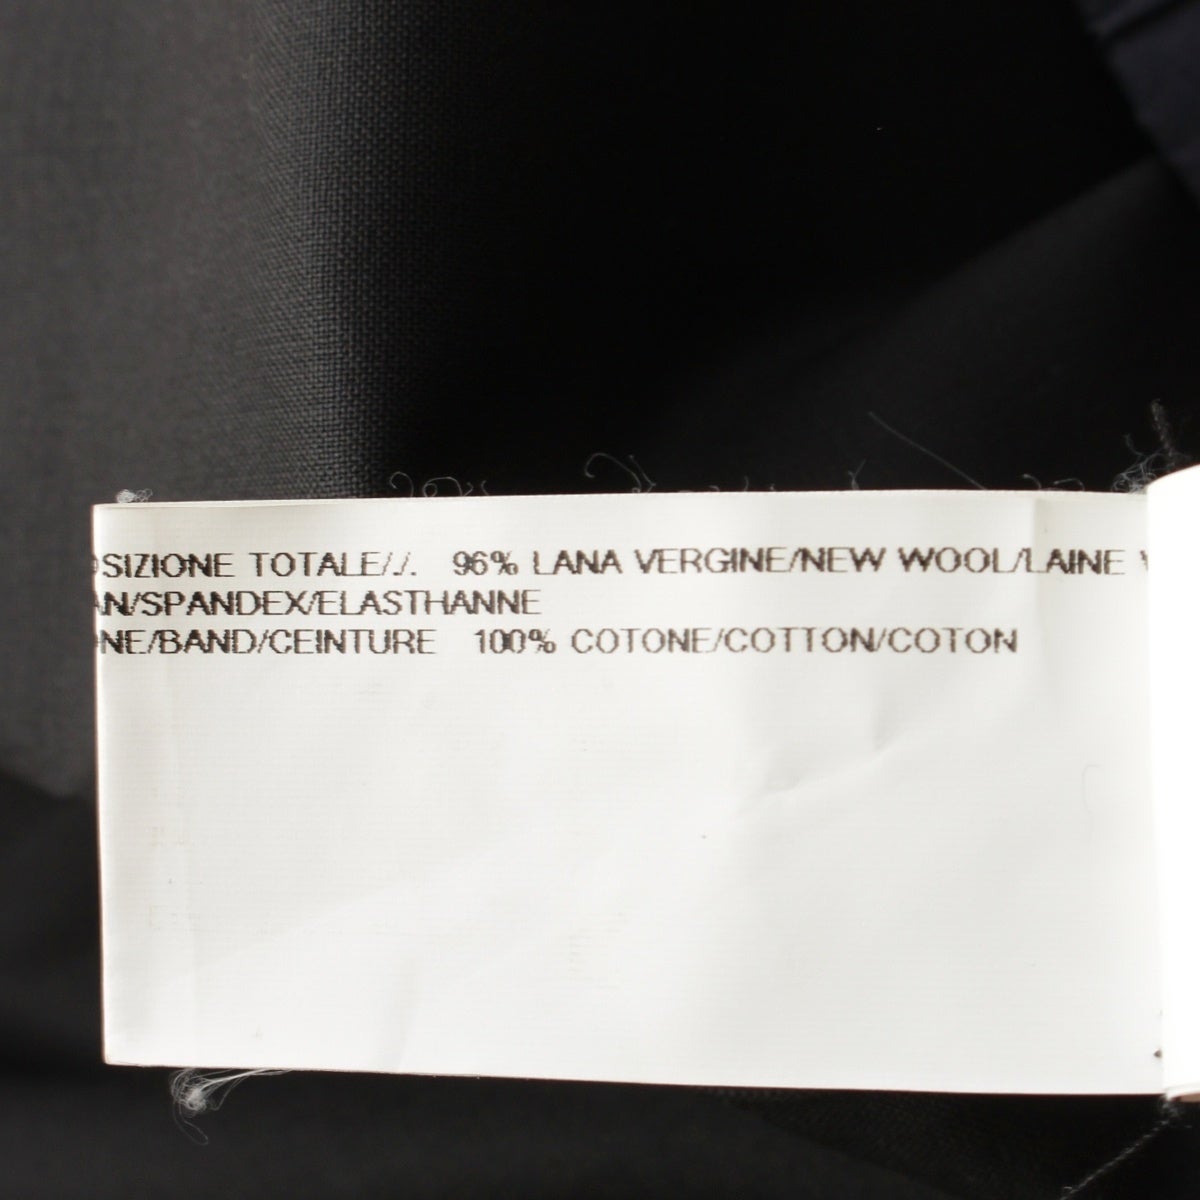 SIZIONE TOTALE/./. 96% LANA VERGINE/NEW WOOL/LAINE
AN/SPANDEX/ELASTHANNE
NE/BAND/CEINTURE 100% COTONE/COTTON/COTON